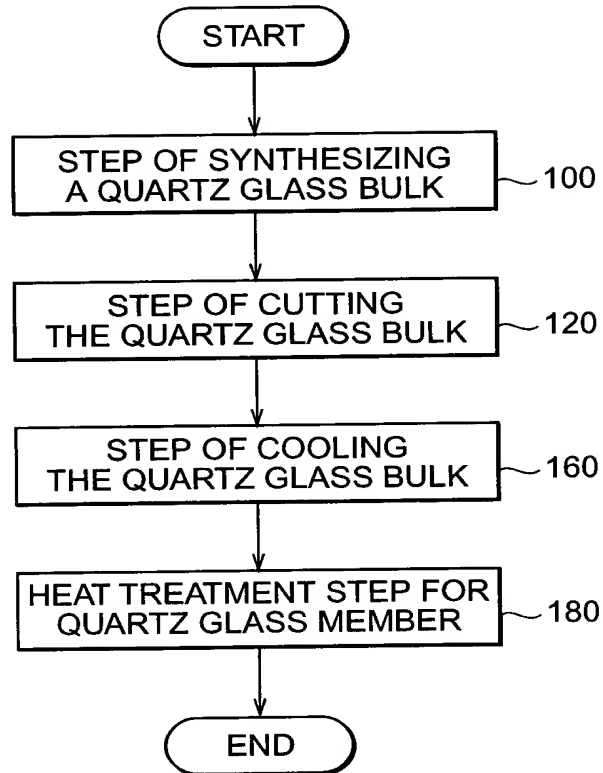 START
STEP OF SYNTHESIZING
A QUARTZ GLASS BULK
100
STEP OF CUTTING
THE QUARTZ GLASS BULK
120
STEP OF COOLING
THE QUARTZ GLASS BULK
160
HEAT TREATMENT STEP FOR
QUARTZ GLASS MEMBER
180
END